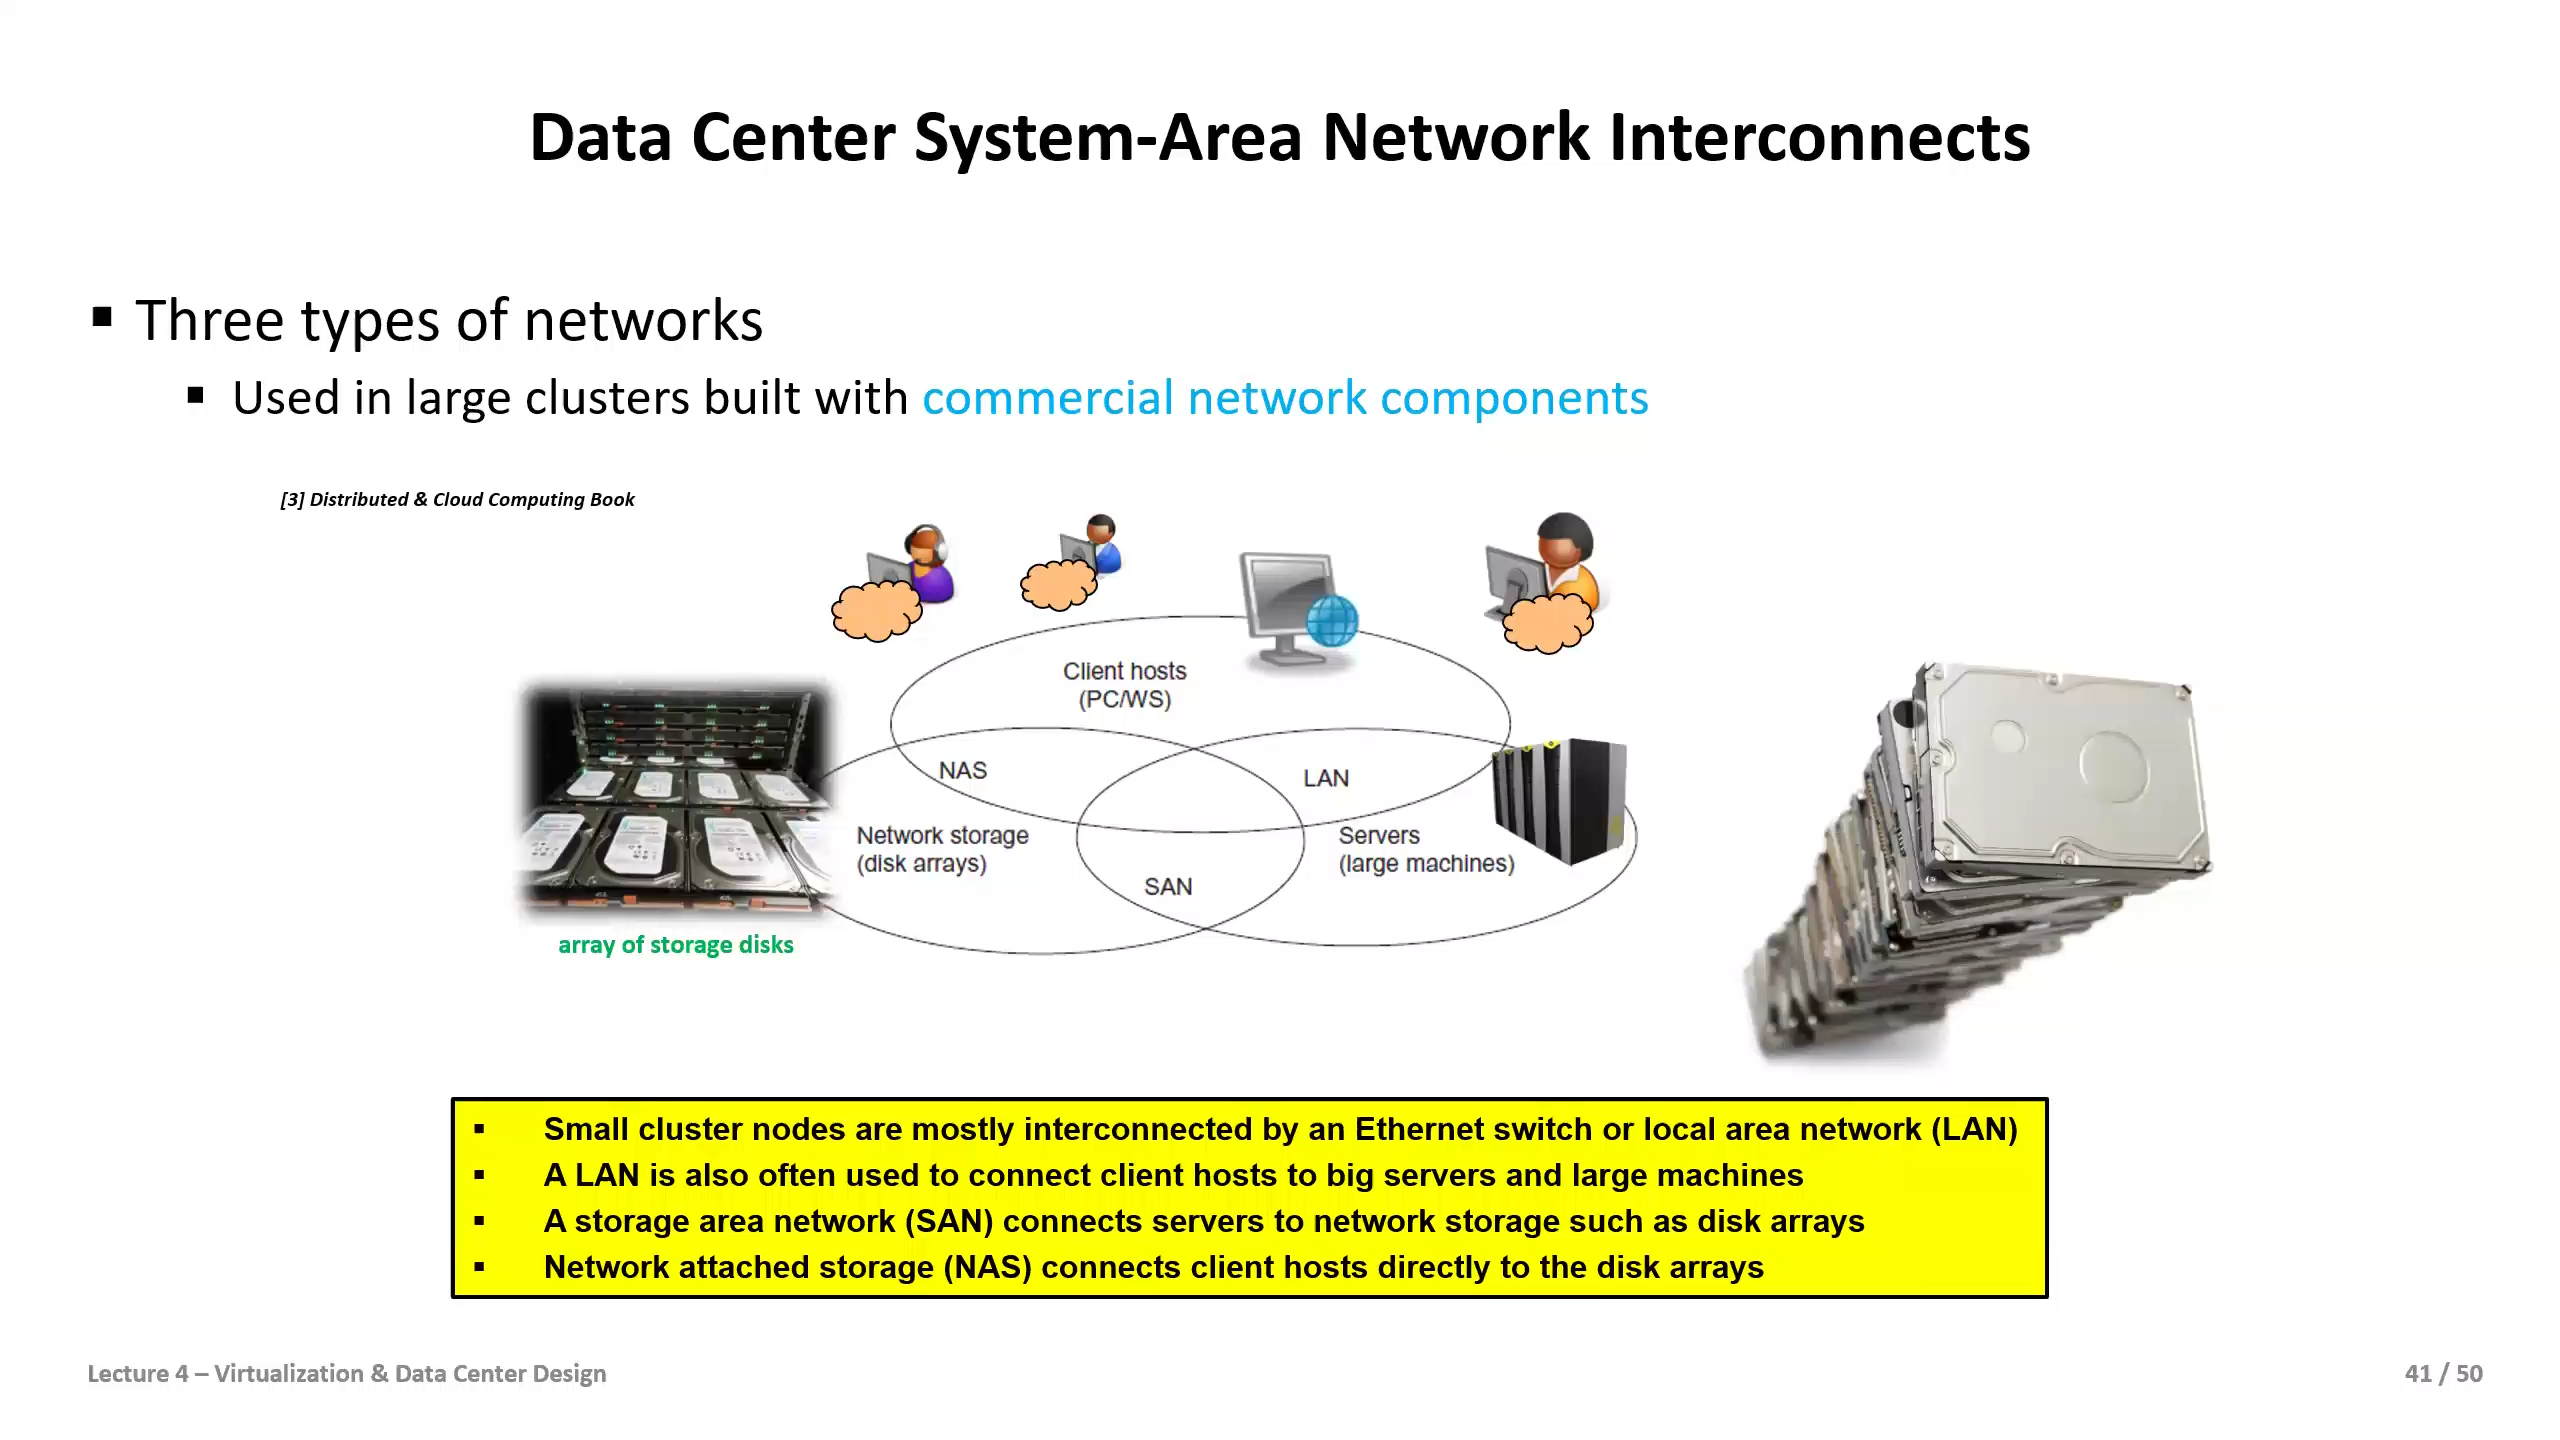 Data Center System-Area Network Interconnects
▪ Three types of networks
▪ Used in large clusters built with commercial network components
[3] Distributed & Cloud Computing Book
Client hosts
(PC/WS)
NAS
LAN
Network storage
(disk arrays)
Servers
(large machines)
SAN
array of storage disks
▪ Small cluster nodes are mostly interconnected by an Ethernet switch or local area network (LAN)
▪ A LAN is also often used to connect client hosts to big servers and large machines
▪ A storage area network (SAN) connects servers to network storage such as disk arrays
▪ Network attached storage (NAS) connects client hosts directly to the disk arrays
Lecture 4 – Virtualization & Data Center Design
41 / 50